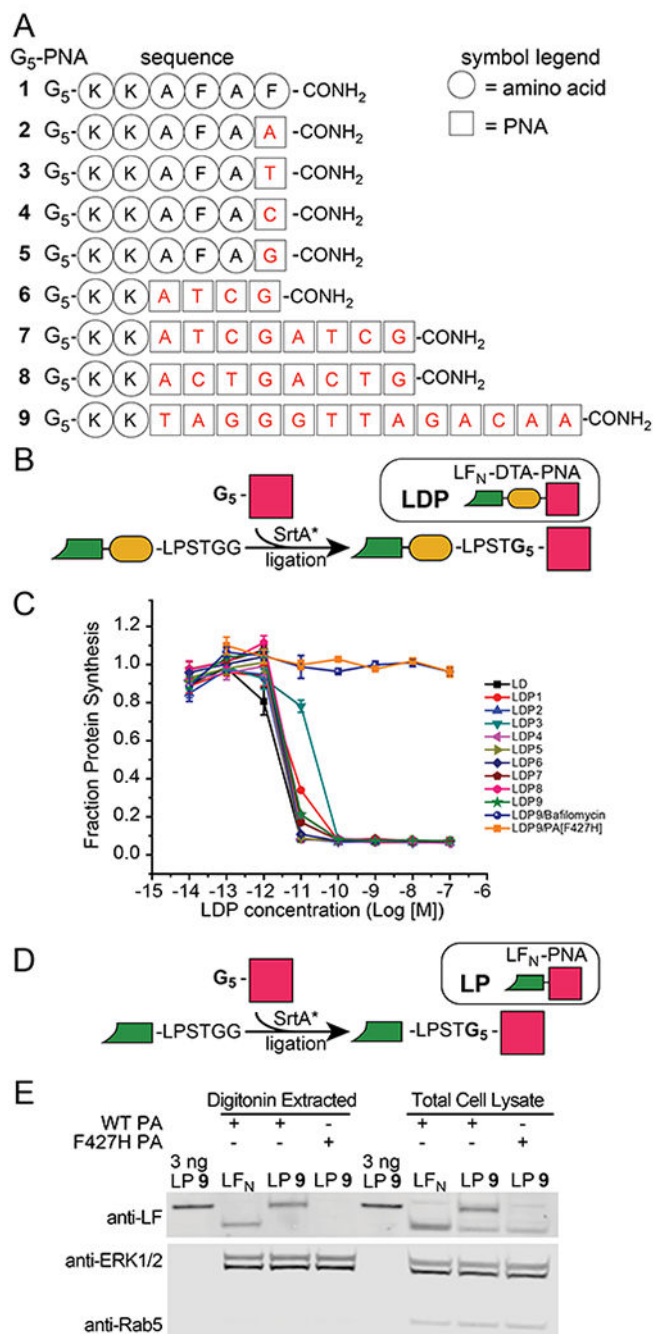 A
G5-PNA sequence symbol legend
1 G5- K K A F A F -CONH2 = amino acid
2 G5- K K A F A A -CONH2 = PNA
3 G5- K K A F A T -CONH2
4 G5- K K A F A C -CONH2
5 G5- K K A F A G -CONH2
6 G5- K K A T C G -CONH2
7 G5- K K A T C G A T C G -CONH2
8 G5- K K A C T G A C T G -CONH2
9 G5- K K T A G G G T T A G A C A A -CONH2
B
LFN-DTA-PNA
G5-
LDP
-LPSTGG SrtA* -LPSTG5-
ligation
C
Fraction Protein Synthesis
1.2
1.0
0.8
0.6
0.4
0.2
0.0
-15 -14 -13 -12 -11 -10 -9 -8 -7 -6
LDP concentration (Log [M])
LD
LDP1
LDP2
LDP3
LDP4
LDP5
LDP6
LDP7
LDP8
LDP9
LDP9/Bafilomycin
LDP9/PA[F427H]
D
LFN-PNA
G5-
LP
-LPSTGG SrtA* -LPSTG5-
ligation
E
Digitonin Extracted Total Cell Lysate
WT PA + + - + + -
F427H PA - - + - - +
3 ng 3 ng
LP 9 LFN LP 9 LP 9 LP 9 LFN LP 9 LP 9
anti-LF
anti-ERK1/2
anti-Rab5